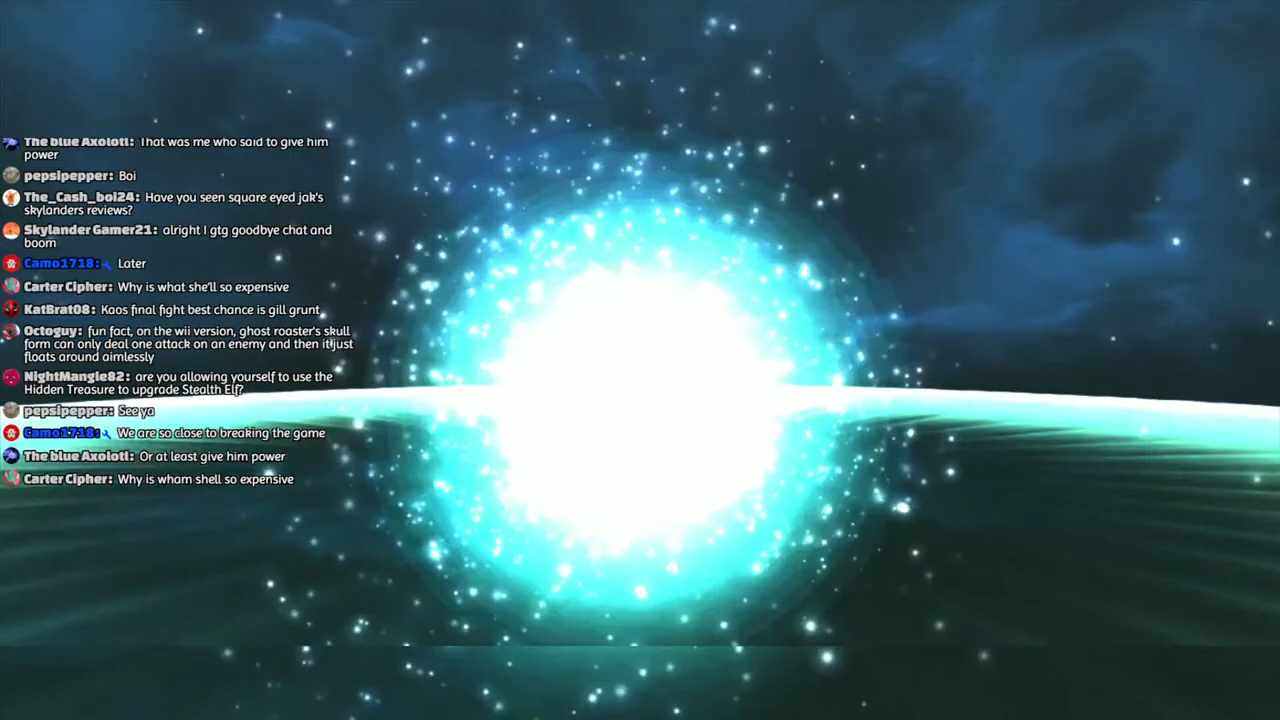 The blue Axolotl: That was me who said to give him
power
pepsipepper: Boi
The_Cash_boi24: Have you seen square eyed jak's
skylanders reviews?
Skylander Gamer21: alright I gtg goodbye chat and
boom
Camo1718: Later
Carter Cipher: Why is what she'll so expensive
KatBrat08: Kaos final fight best chance is gill grunt
Octoguy: fun fact, on the wii version, ghost roaster's skull
form can only deal one attack on an enemy and then it just
floats around aimlessly
NightMangle82: are you allowing yourself to use the
Hidden Treasure to upgrade Stealth Elf?
pepsipepper: See ya
Camo1718: We are so close to breaking the game
The blue Axolotl: Or at least give him power
Carter Cipher: Why is wham shell so expensive